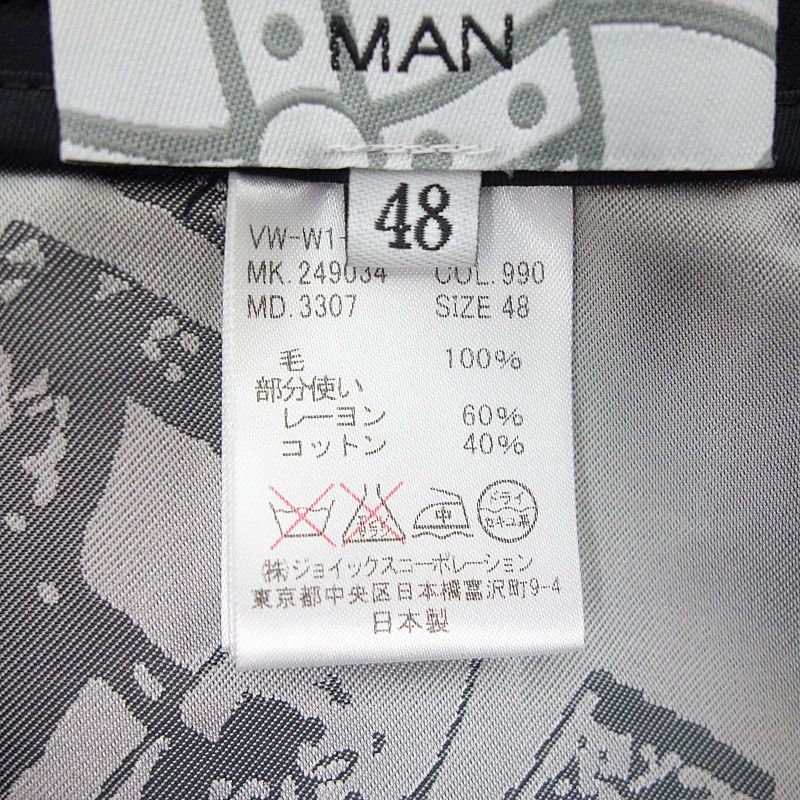 MAN
48
VW-W1-
MK.249034 COL.990
MD.3307 SIZE 48
毛 100%
部分使い
レーヨン 60%
コットン 40%
中
ドライ
セキユ系
(株)ジョイックスコーポレーション
東京都中央区日本橋富沢町9-4
日本製